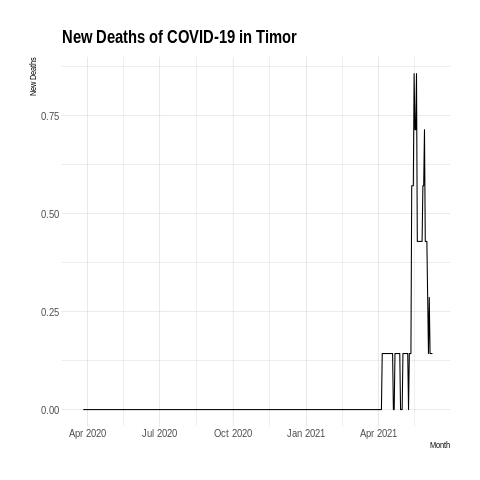 New Deaths of COVID-19 in Timor
New Deaths
0.75
0.50
0.25
0.00
Apr 2020 Jul 2020 Oct 2020 Jan 2021 Apr 2021
Month